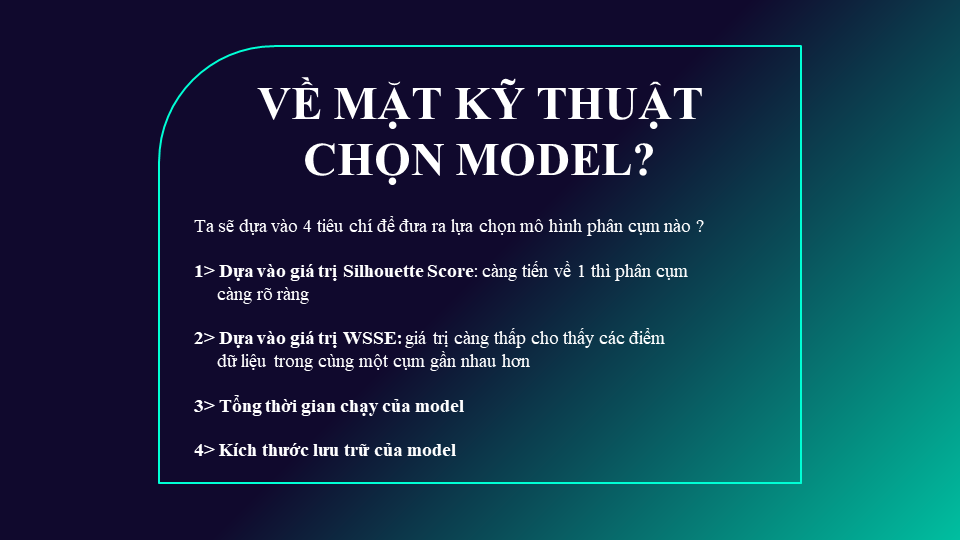 VỀ MẶT KỸ THUẬT
CHỌN MODEL?
Ta sẽ dựa vào 4 tiêu chí để đưa ra lựa chọn mô hình phân cụm nào ?
1> Dựa vào giá trị Silhouette Score: càng tiến về 1 thì phân cụm
càng rõ ràng
2> Dựa vào giá trị WSSE: giá trị càng thấp cho thấy các điểm
dữ liệu trong cùng một cụm gần nhau hơn
3> Tổng thời gian chạy của model
4> Kích thước lưu trữ của model